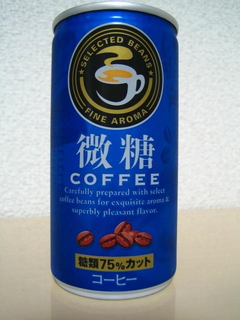 SELECTED BEANS
FINE AROMA
微糖
COFFEE
Carefully prepared with select
coffee beans for exquisite aroma &
superbly pleasant flavor.
糖類75%カット
コーヒー